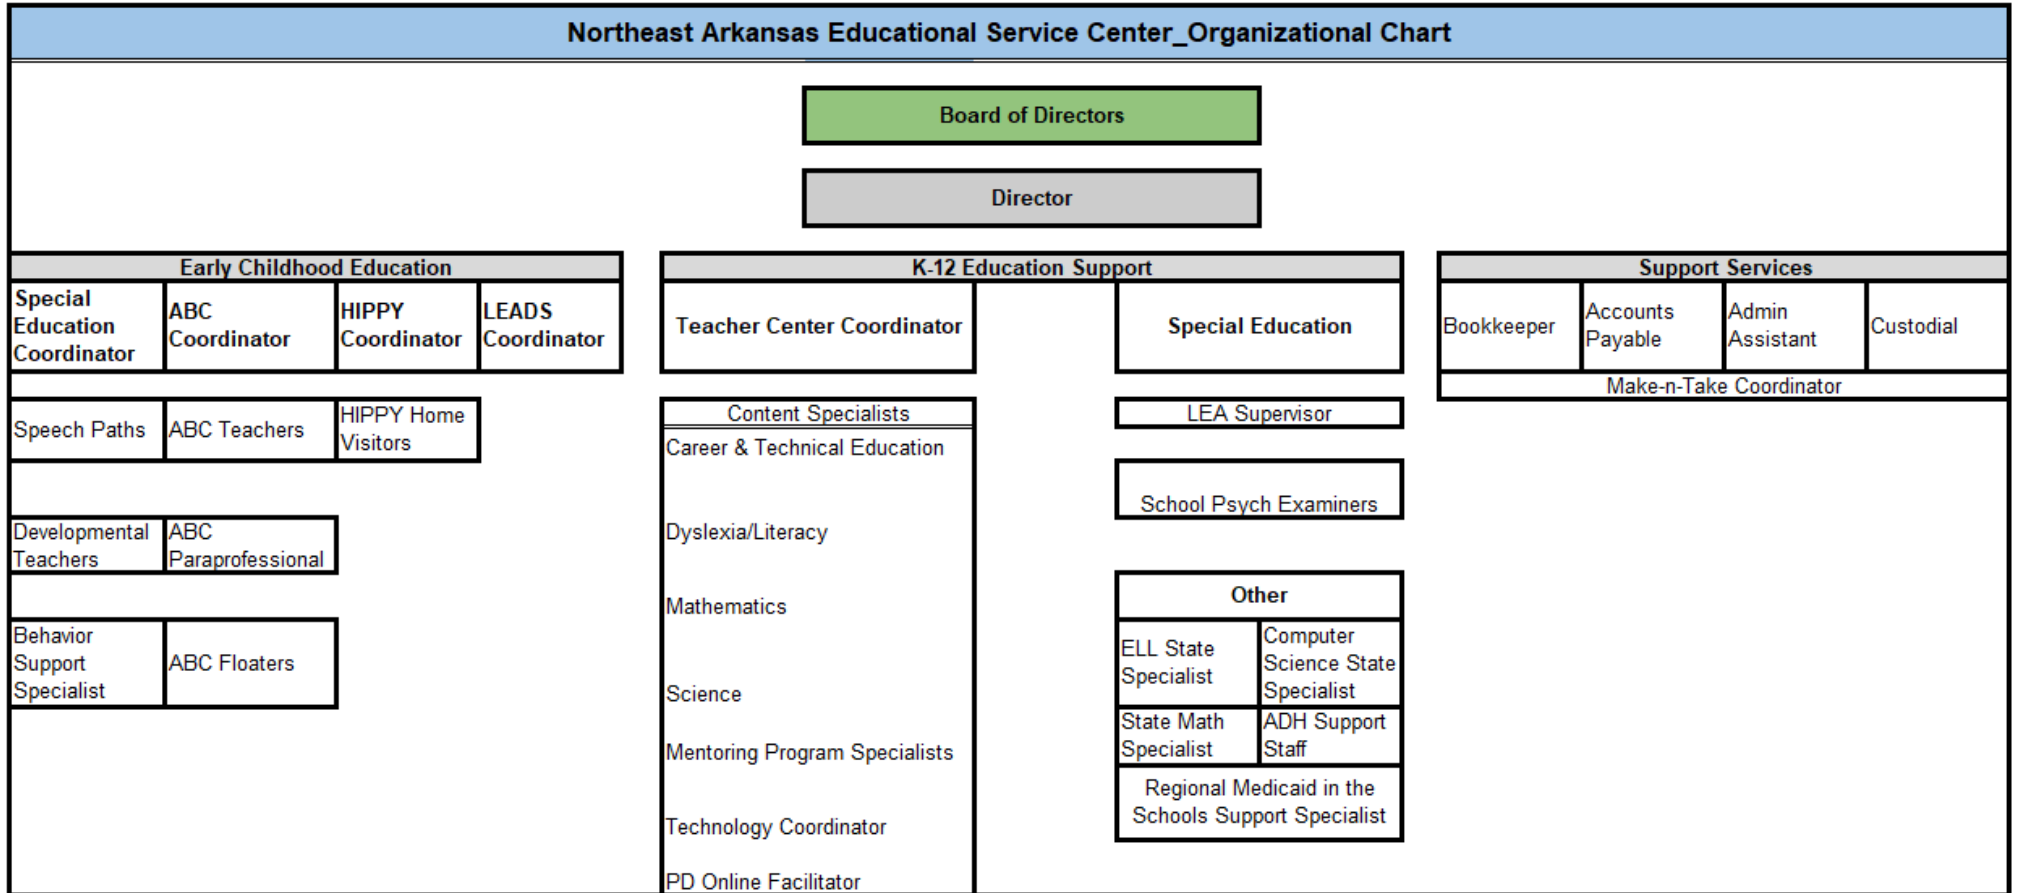 Northeast Arkansas Educational Service Center_Organizational Chart
Board of Directors
Director
Early Childhood Education
Special
Education
Coordinator
ABC
Coordinator
HIPPY
Coordinator
LEADS
Coordinator
Speech Paths
ABC Teachers
HIPPY Home
Visitors
Developmental
Teachers
ABC
Paraprofessional
Behavior
Support
Specialist
ABC Floaters
K-12 Education Support
Teacher Center Coordinator
Special Education
Content Specialists
Career & Technical Education
Dyslexia/Literacy
Mathematics
Science
Mentoring Program Specialists
Technology Coordinator
PD Online Facilitator
LEA Supervisor
School Psych Examiners
Other
ELL State
Specialist
Computer
Science State
Specialist
State Math
Specialist
ADH Support
Staff
Regional Medicaid in the
Schools Support Specialist
Support Services
Bookkeeper
Accounts
Payable
Admin
Assistant
Custodial
Make-n-Take Coordinator